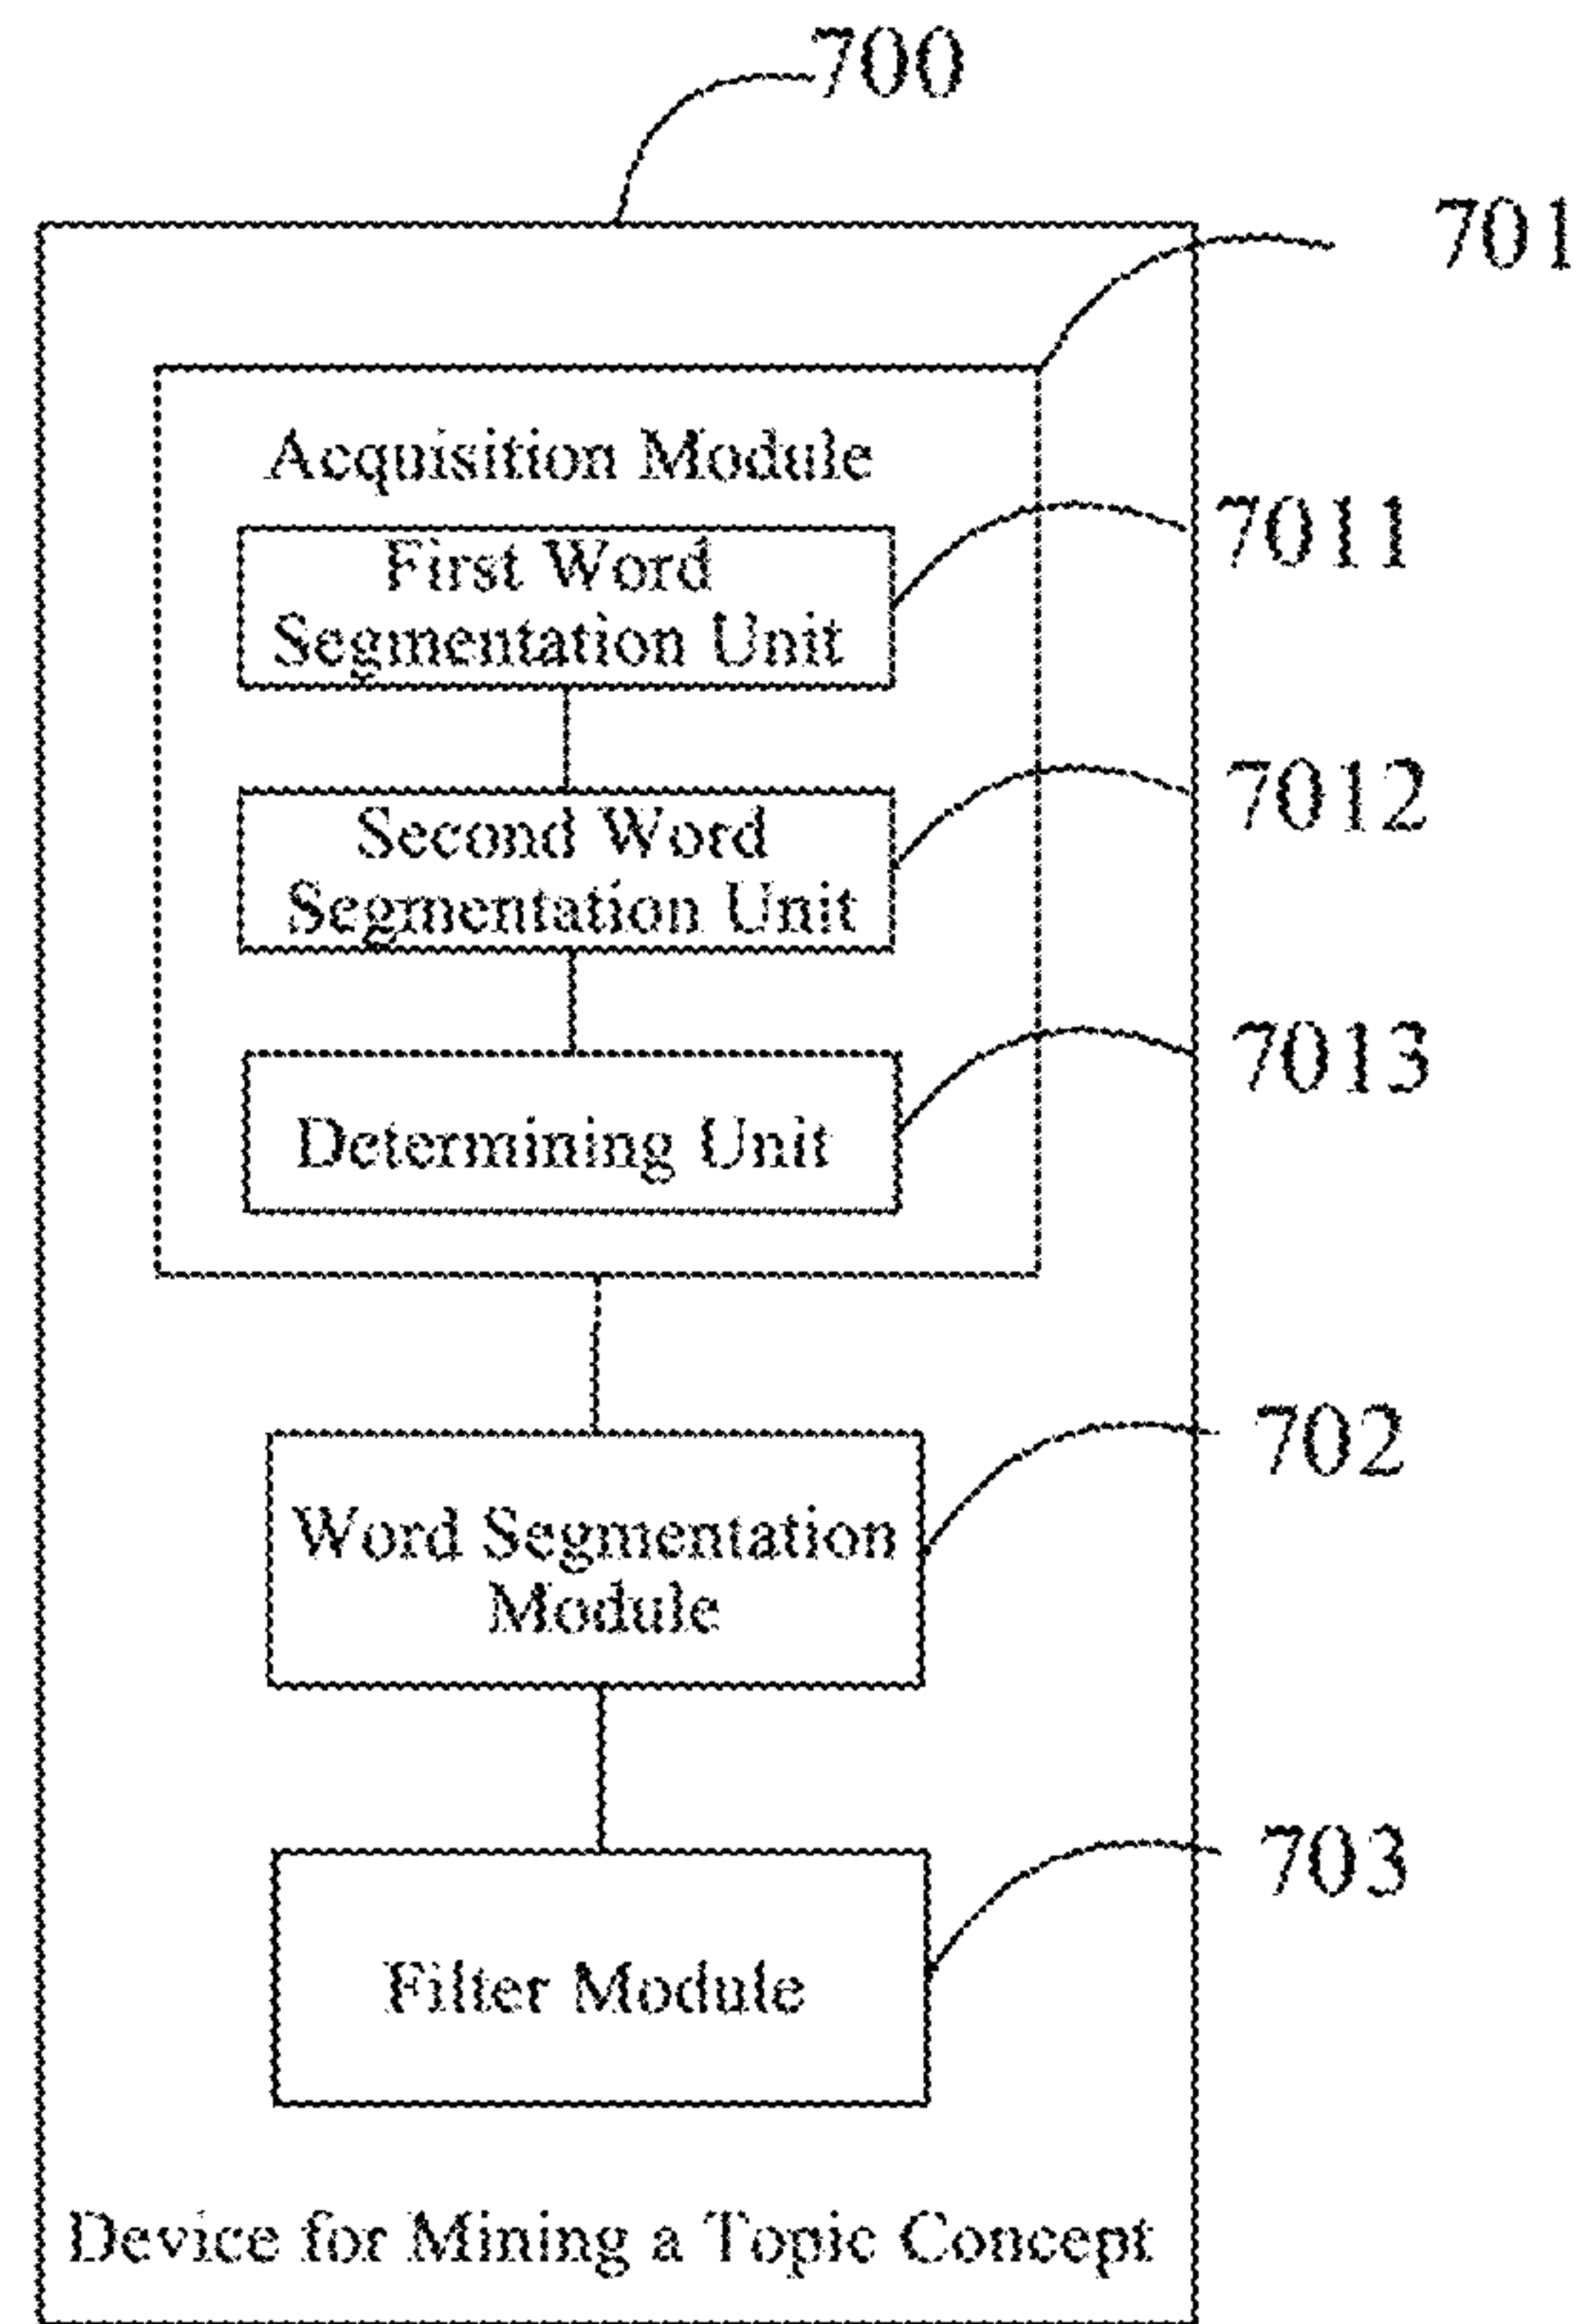 700
701
Acquisition Module
First Word
Segmentation Unit
7011
Second Word
Segmentation Unit
7012
Determining Unit
7013
Word Segmentation
Module
702
Filter Module
703
Device for Mining a Topic Concept